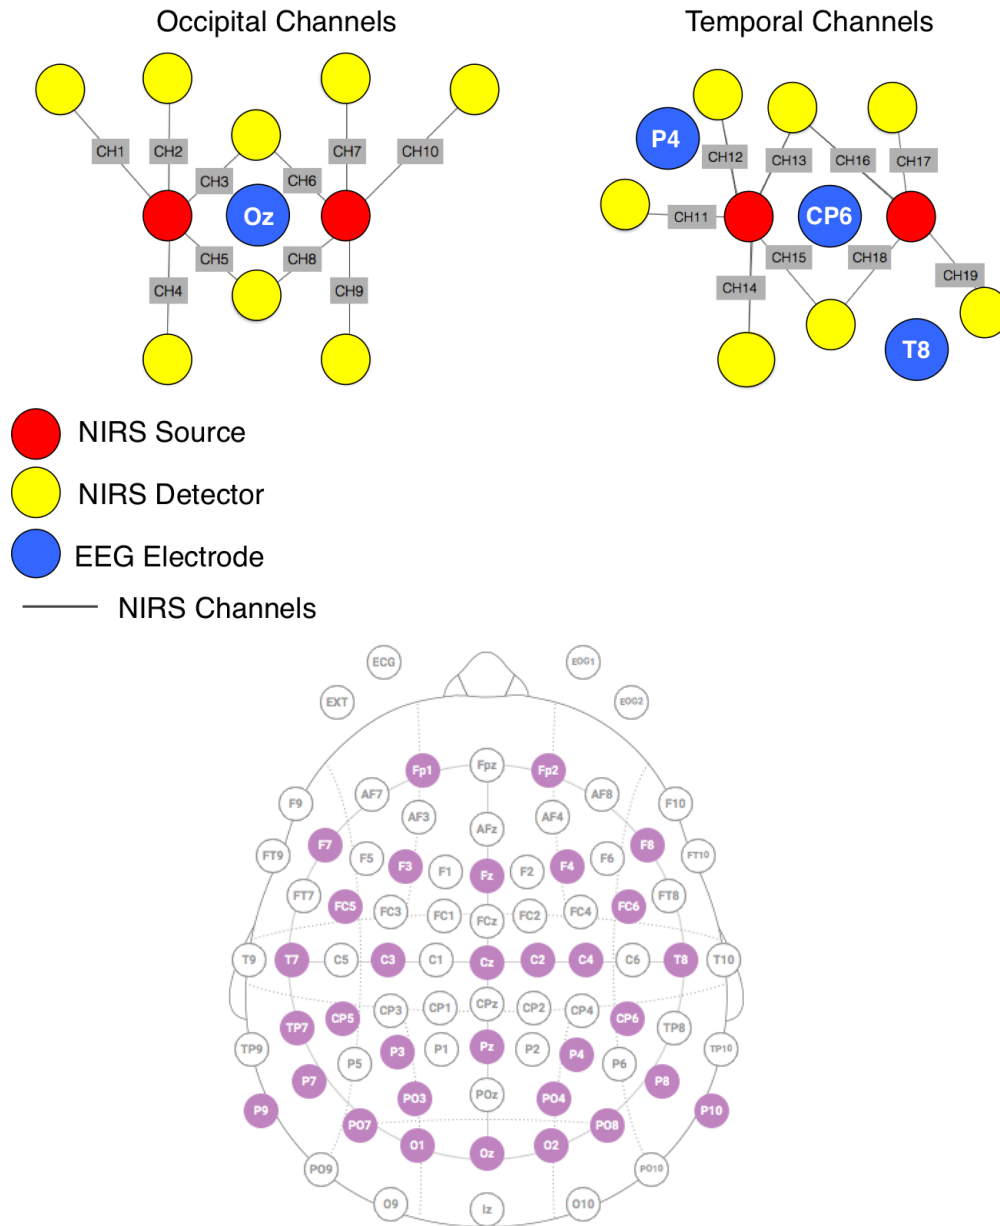 Occipital Channels
Temporal Channels
CH1 CH2 CH7 CH10
CH3 CH6
Oz
CH5 CH8
CH4 CH9
P4
CH12 CH13 CH16 CH17
CH11 CP6
CH15 CH18
CH14 CH19
T8
NIRS Source
NIRS Detector
EEG Electrode
NIRS Channels
ECG EOG1
EXT EOG2
Fp1 Fpz Fp2
AF7 AF8
F9 AF3 AF4 F10
AFz
F7 F8
FT9 F5 F3 F1 Fz F2 F4 F6 FT10
FT7 FT8
FC5 FC3 FC1 FCz FC2 FC4 FC6
T9 T7 C5 C3 C1 Cz C2 C4 C6 T8 T10
CP5 CP3 CP1 CPz CP2 CP4 CP6
TP7 TP8
TP9 P3 P1 Pz P2 P4 TP10
P5 P6
P7 P8
PO3 POz PO4
P9 P10
PO7 PO8
O1 Oz O2
PO9 PO10
O9 Iz O10